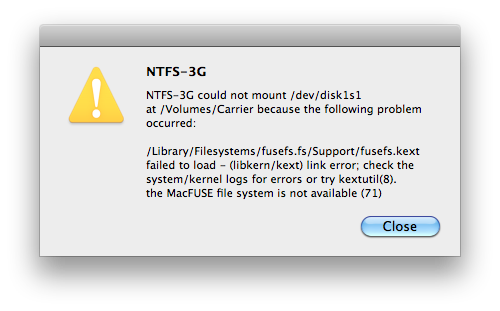 NTFS-3G
NTFS-3G could not mount /dev/disk1s1
at /Volumes/Carrier because the following problem
occurred:
/Library/Filesystems/fusefs.fs/Support/fusefs.kext
failed to load – (libkern/kext) link error; check the
system/kernel logs for errors or try kextutil(8).
the MacFUSE file system is not available (71)
Close